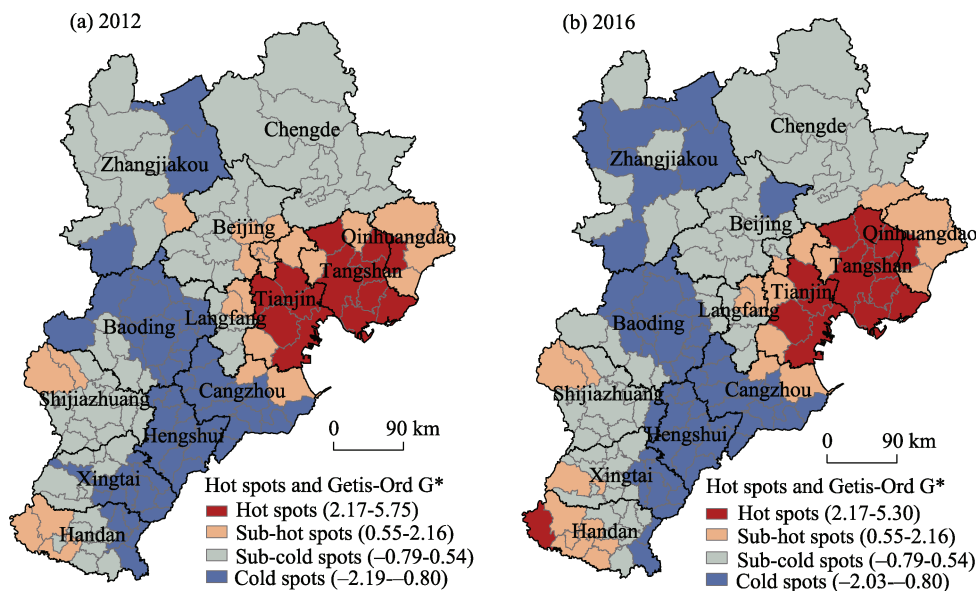 (a) 2012
Chengde
Zhangjiakou
Beijing
Qinhuangdao
Tangshan
Tianjin
Langfang
Baoding
Cangzhou
Shijiazhuang
Hengshui
Xingtai
Handan
0 90 km
Hot spots and Getis-Ord G*
Hot spots (2.17-5.75)
Sub-hot spots (0.55-2.16)
Sub-cold spots (−0.79-0.54)
Cold spots (−2.19-−0.80)
(b) 2016
Chengde
Zhangjiakou
Beijing
Qinhuangdao
Tangshan
Tianjin
Langfang
Baoding
Cangzhou
Shijiazhuang
Hengshui
Xingtai
Handan
0 90 km
Hot spots and Getis-Ord G*
Hot spots (2.17-5.30)
Sub-hot spots (0.55-2.16)
Sub-cold spots (−0.79-0.54)
Cold spots (−2.03-−0.80)